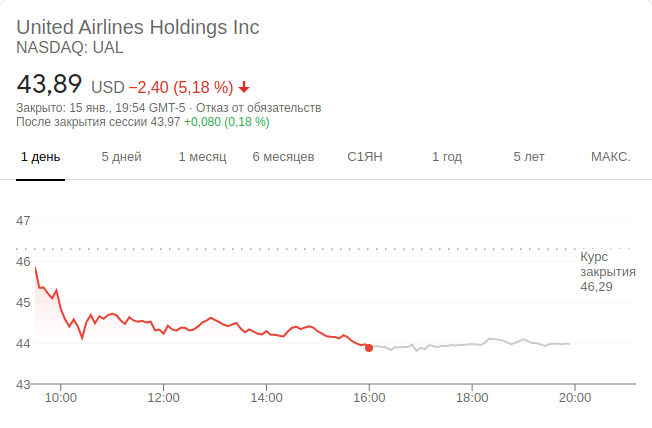 United Airlines Holdings Inc
NASDAQ: UAL
43,89 USD −2,40 (5,18 %)
Закрыто: 15 янв., 19:54 GMT-5 · Отказ от обязательств
После закрытия сессии 43,97 +0,080 (0,18 %)
1 день 5 дней 1 месяц 6 месяцев С1ЯН 1 год 5 лет МАКС.
47
46
45
44
43
Курс
закрытия
46,29
10:00 12:00 14:00 16:00 18:00 20:00